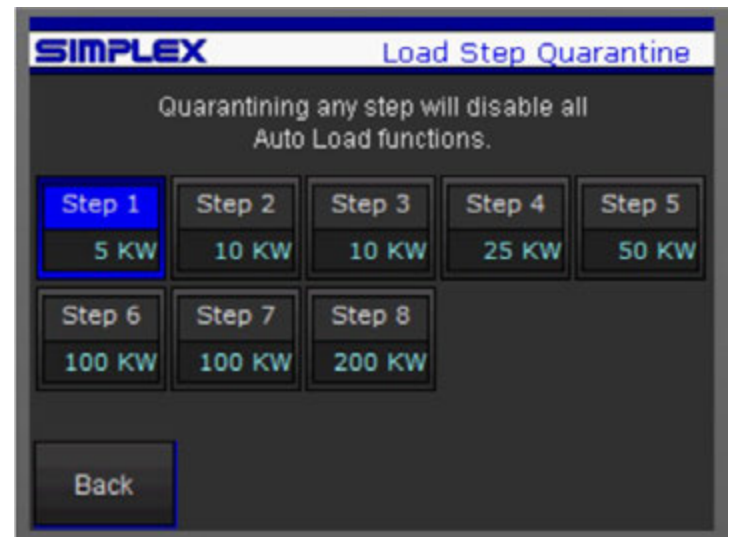 SIMPLEX Load Step Quarantine
Quarantining any step will disable all
Auto Load functions.
Step 1 Step 2 Step 3 Step 4 Step 5
5 KW 10 KW 10 KW 25 KW 50 KW
Step 6 Step 7 Step 8
100 KW 100 KW 200 KW
Back